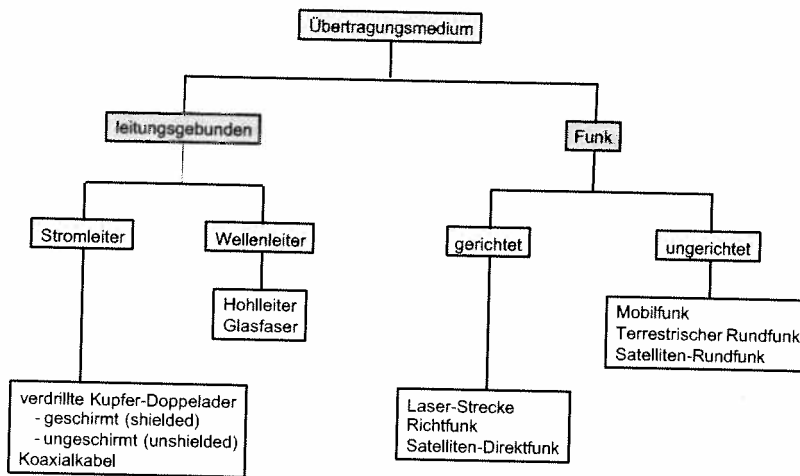 Übertragungsmedium
leitungsgebunden
Funk
Stromleiter
Wellenleiter
gerichtet
ungerichtet
Hohlleiter
Glasfaser
Mobilfunk
Terrestrischer Rundfunk
Satelliten-Rundfunk
verdrillte Kupfer-Doppelader
- geschirmt (shielded)
- ungeschirmt (unshielded)
Koaxialkabel
Laser-Strecke
Richtfunk
Satelliten-Direktfunk